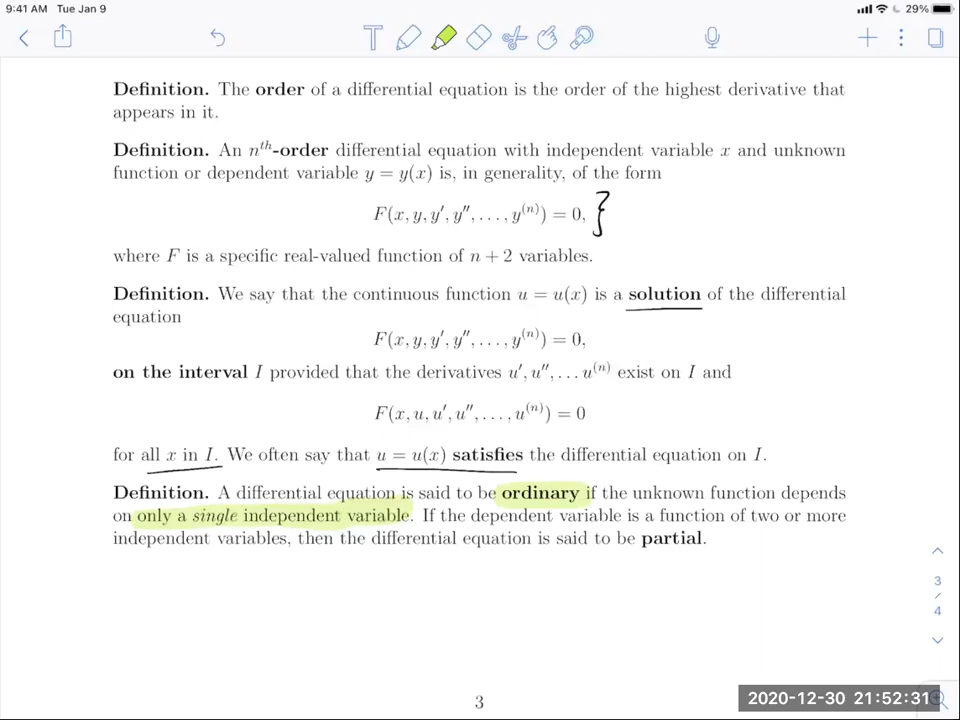 9:41 AM Tue Jan 9
29%
Definition. The order of a differential equation is the order of the highest derivative that
appears in it.
Definition. An nᵗʰ-order differential equation with independent variable x and unknown
function or dependent variable y = y(x) is, in generality, of the form
F(x, y, y′, y″, . . . , y⁽ⁿ⁾) = 0,
where F is a specific real-valued function of n + 2 variables.
Definition. We say that the continuous function u = u(x) is a solution of the differential
equation
F(x, y, y′, y″, . . . , y⁽ⁿ⁾) = 0,
on the interval I provided that the derivatives u′, u″, . . . u⁽ⁿ⁾ exist on I and
F(x, u, u′, u″, . . . , u⁽ⁿ⁾) = 0
for all x in I. We often say that u = u(x) satisfies the differential equation on I.
Definition. A differential equation is said to be ordinary if the unknown function depends
on only a single independent variable. If the dependent variable is a function of two or more
independent variables, then the differential equation is said to be partial.
3
/
4
3
2020-12-30 21:52:31